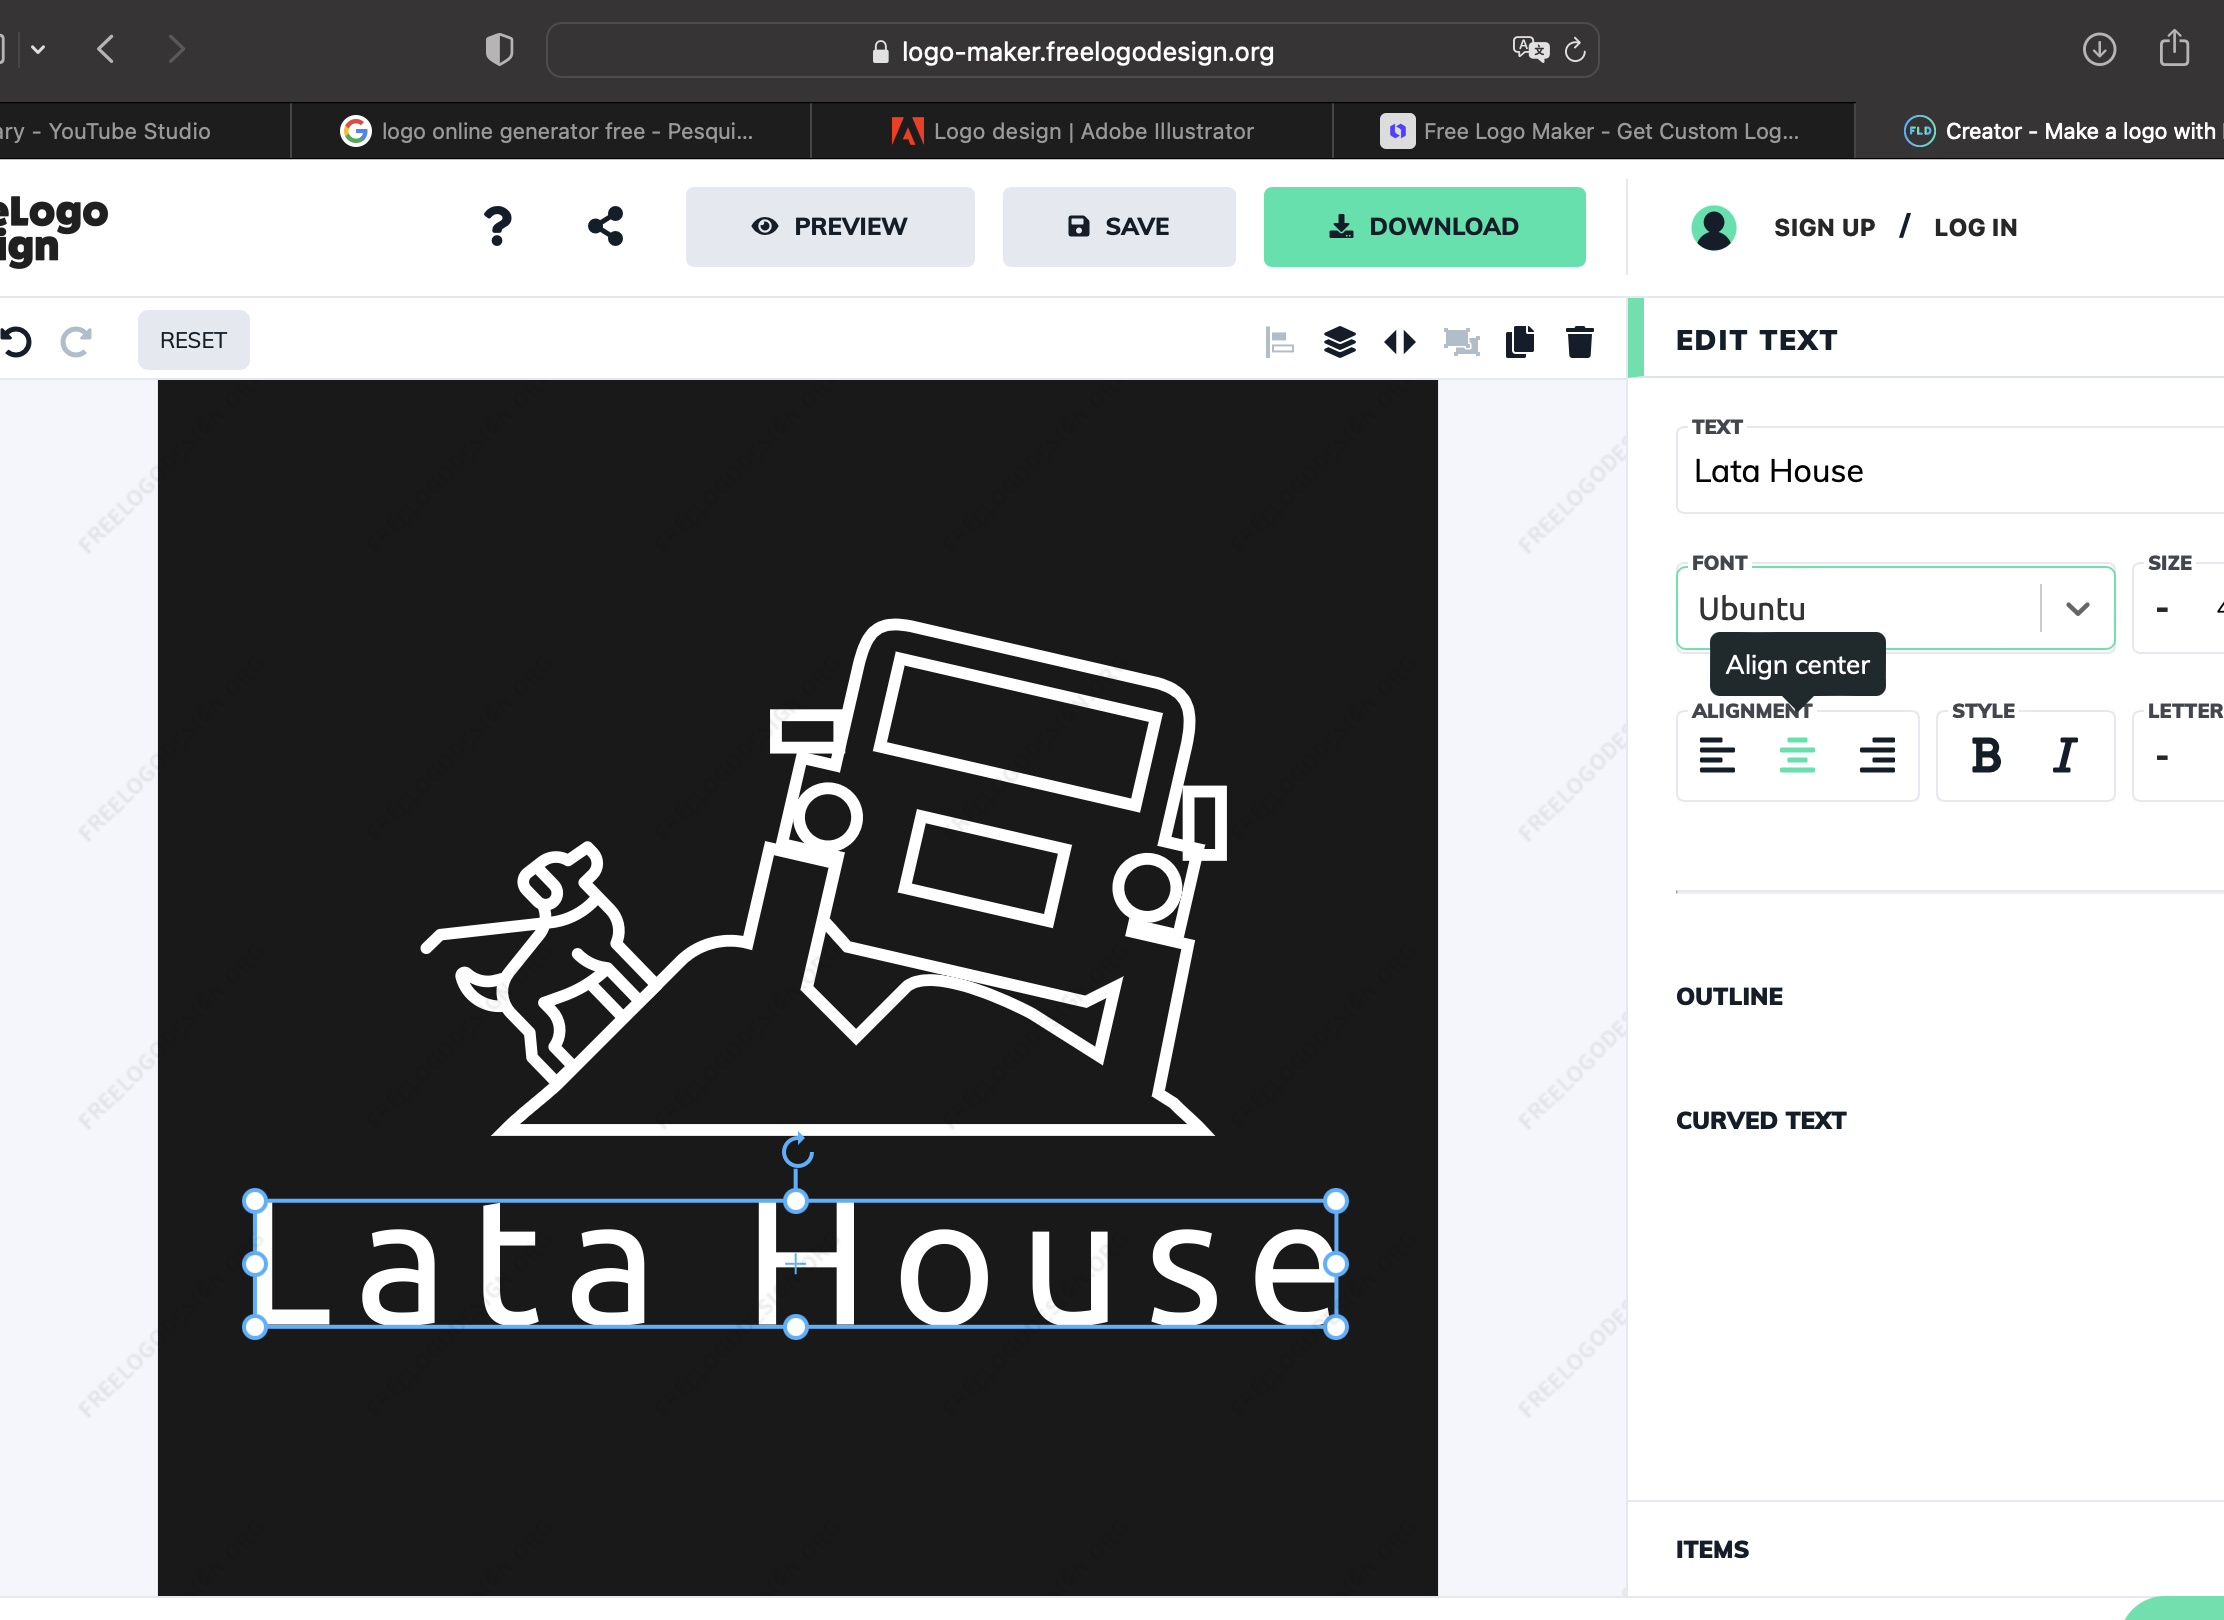 logo-maker.freelogodesign.org
ary - YouTube Studio
logo online generator free - Pesqui...
Logo design | Adobe Illustrator
Free Logo Maker - Get Custom Log...
FLD
Creator - Make a logo with
eLogo
ign
?
PREVIEW
SAVE
DOWNLOAD
SIGN UP / LOG IN
RESET
EDIT TEXT
TEXT
Lata House
FONT
Ubuntu
SIZE
-
Align center
ALIGNMENT
STYLE
B I
LETTER
-
OUTLINE
CURVED TEXT
Lata House
ITEMS